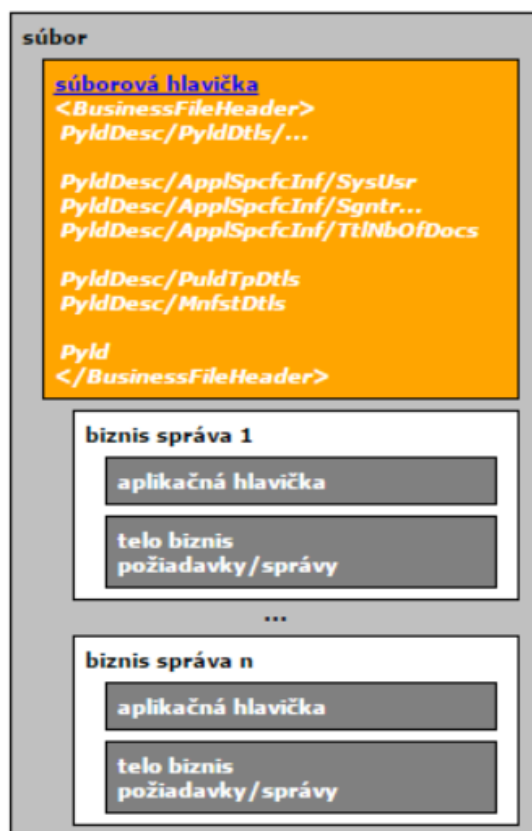 súbor
súborová hlavička
<BusinessFileHeader>
PyldDesc/PyldDtls/...
PyldDesc/ApplSpcfcInf/SysUsr
PyldDesc/ApplSpcfcInf/Sgntr...
PyldDesc/ApplSpcfcInf/TtlNbOfDocs
PyldDesc/PuldTpDtls
PyldDesc/MnfstDtls
Pyld
</BusinessFileHeader>
biznis správa 1
aplikačná hlavička
telo biznis
požiadavky/správy
...
biznis správa n
aplikačná hlavička
telo biznis
požiadavky/správy